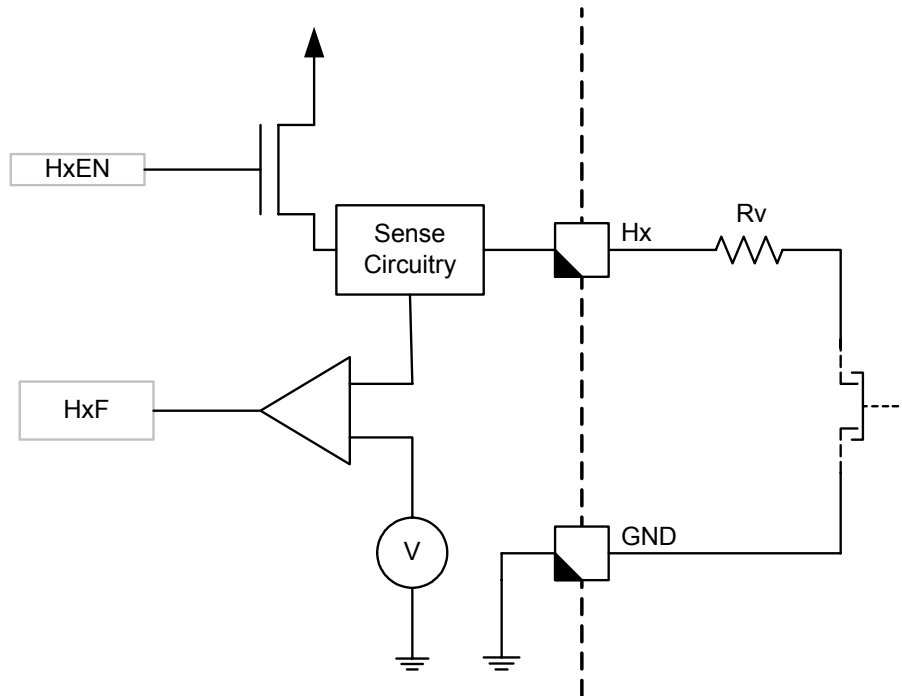 HxEN
Sense
Circuitry
Hx
Rv
HxF
GND
V